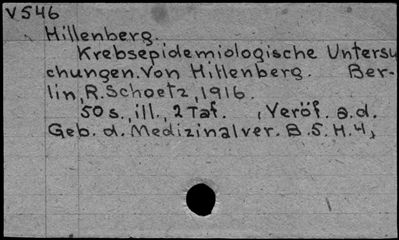 V546
Hillenberg.
Krebsepidemiologische Untersu
chungen. Von Hillenberg. Ber-
lin, R. Schoetz, 1916.
50 s., ill., 2 Taf. , Veröf. a. d.
Geb. d. Medizinalver. B. 5. H. 4,